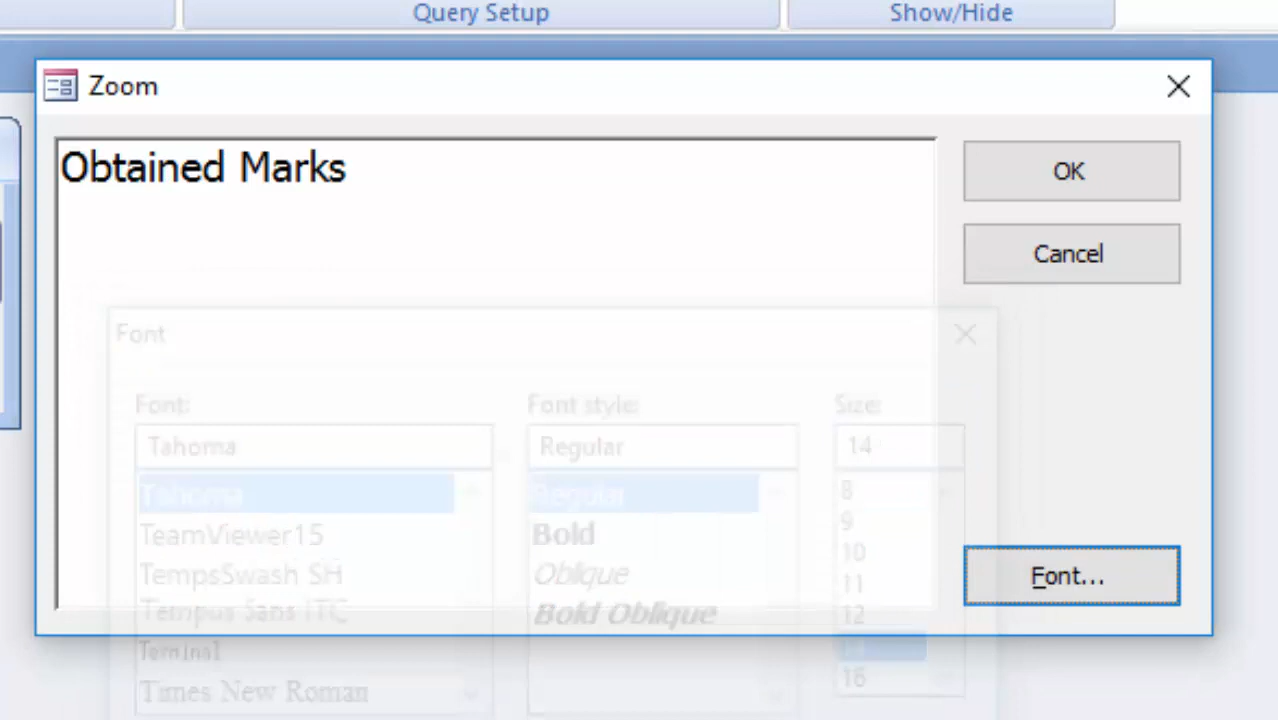 Query Setup Show/Hide
Zoom
Obtained Marks
OK
Cancel
Font
Font: Font style: Size:
Tahoma Regular 14
Tahoma Regular 8
9
TeamViewer15 Bold
10
TempsSwash SH Oblique
11
Font...
Tempus Sans ITC Bold Oblique 12
Terminal 14
Times New Roman 16